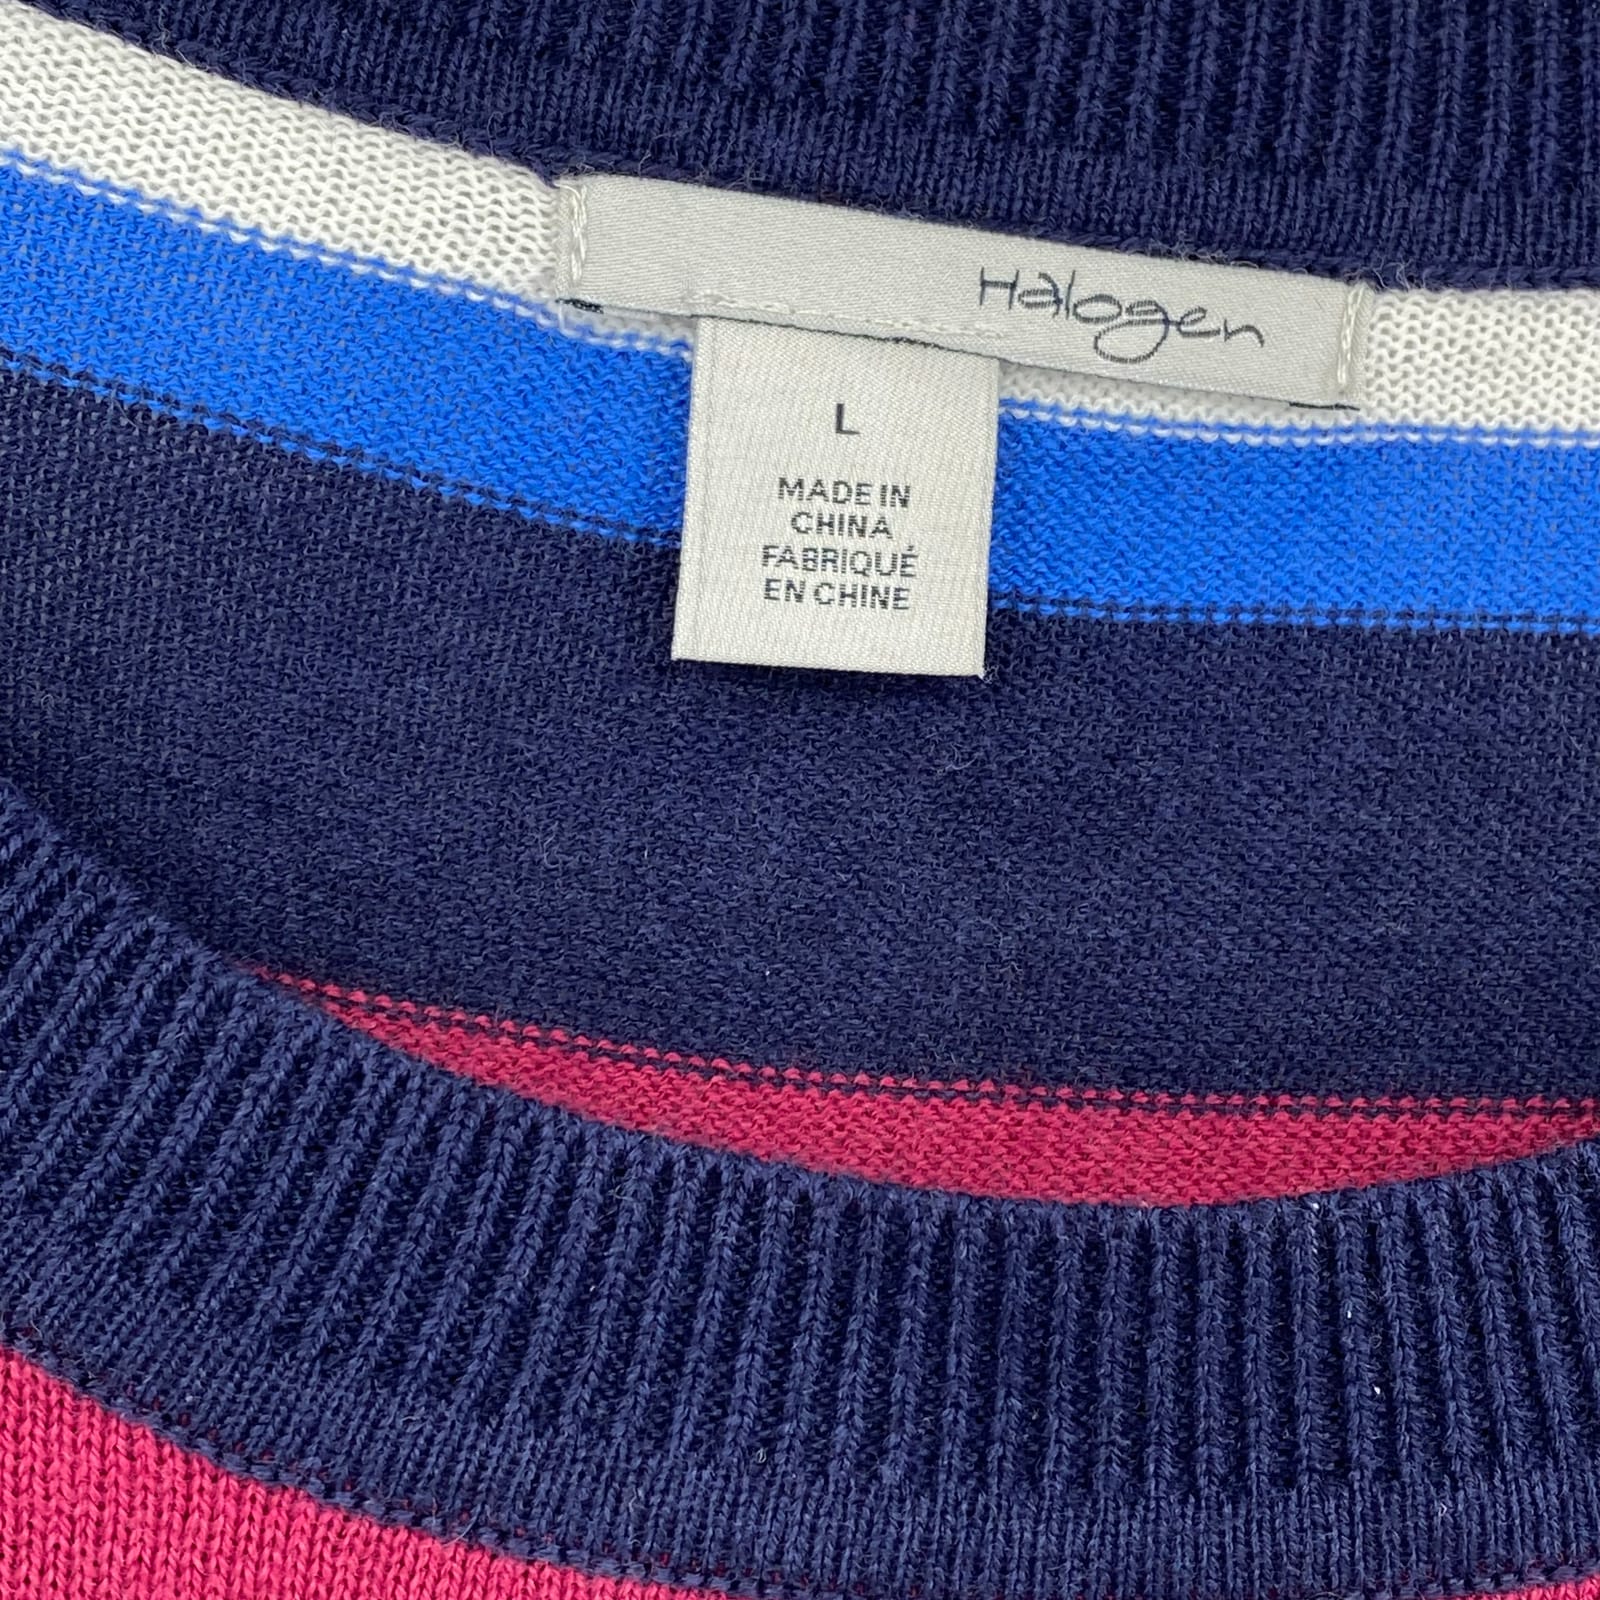 Halogen
L
MADE IN
CHINA
FABRIQUÉ
EN CHINE